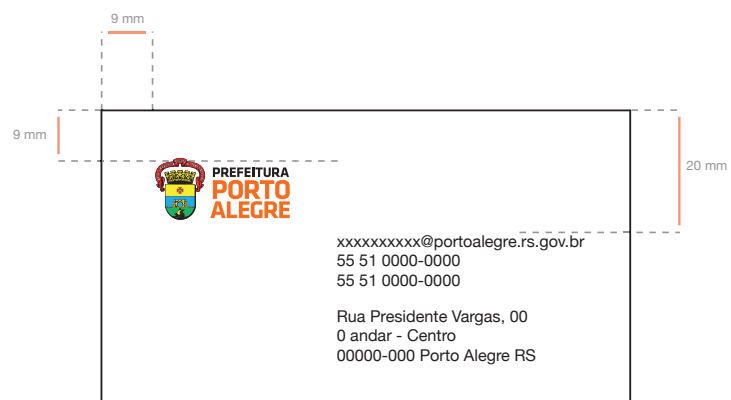 9 mm
9 mm
20 mm
PREFEITURA
PORTO
ALEGRE
xxxxxxxxxx@portoalegre.rs.gov.br
55 51 0000-0000
55 51 0000-0000
Rua Presidente Vargas, 00
0 andar - Centro
00000-000 Porto Alegre RS